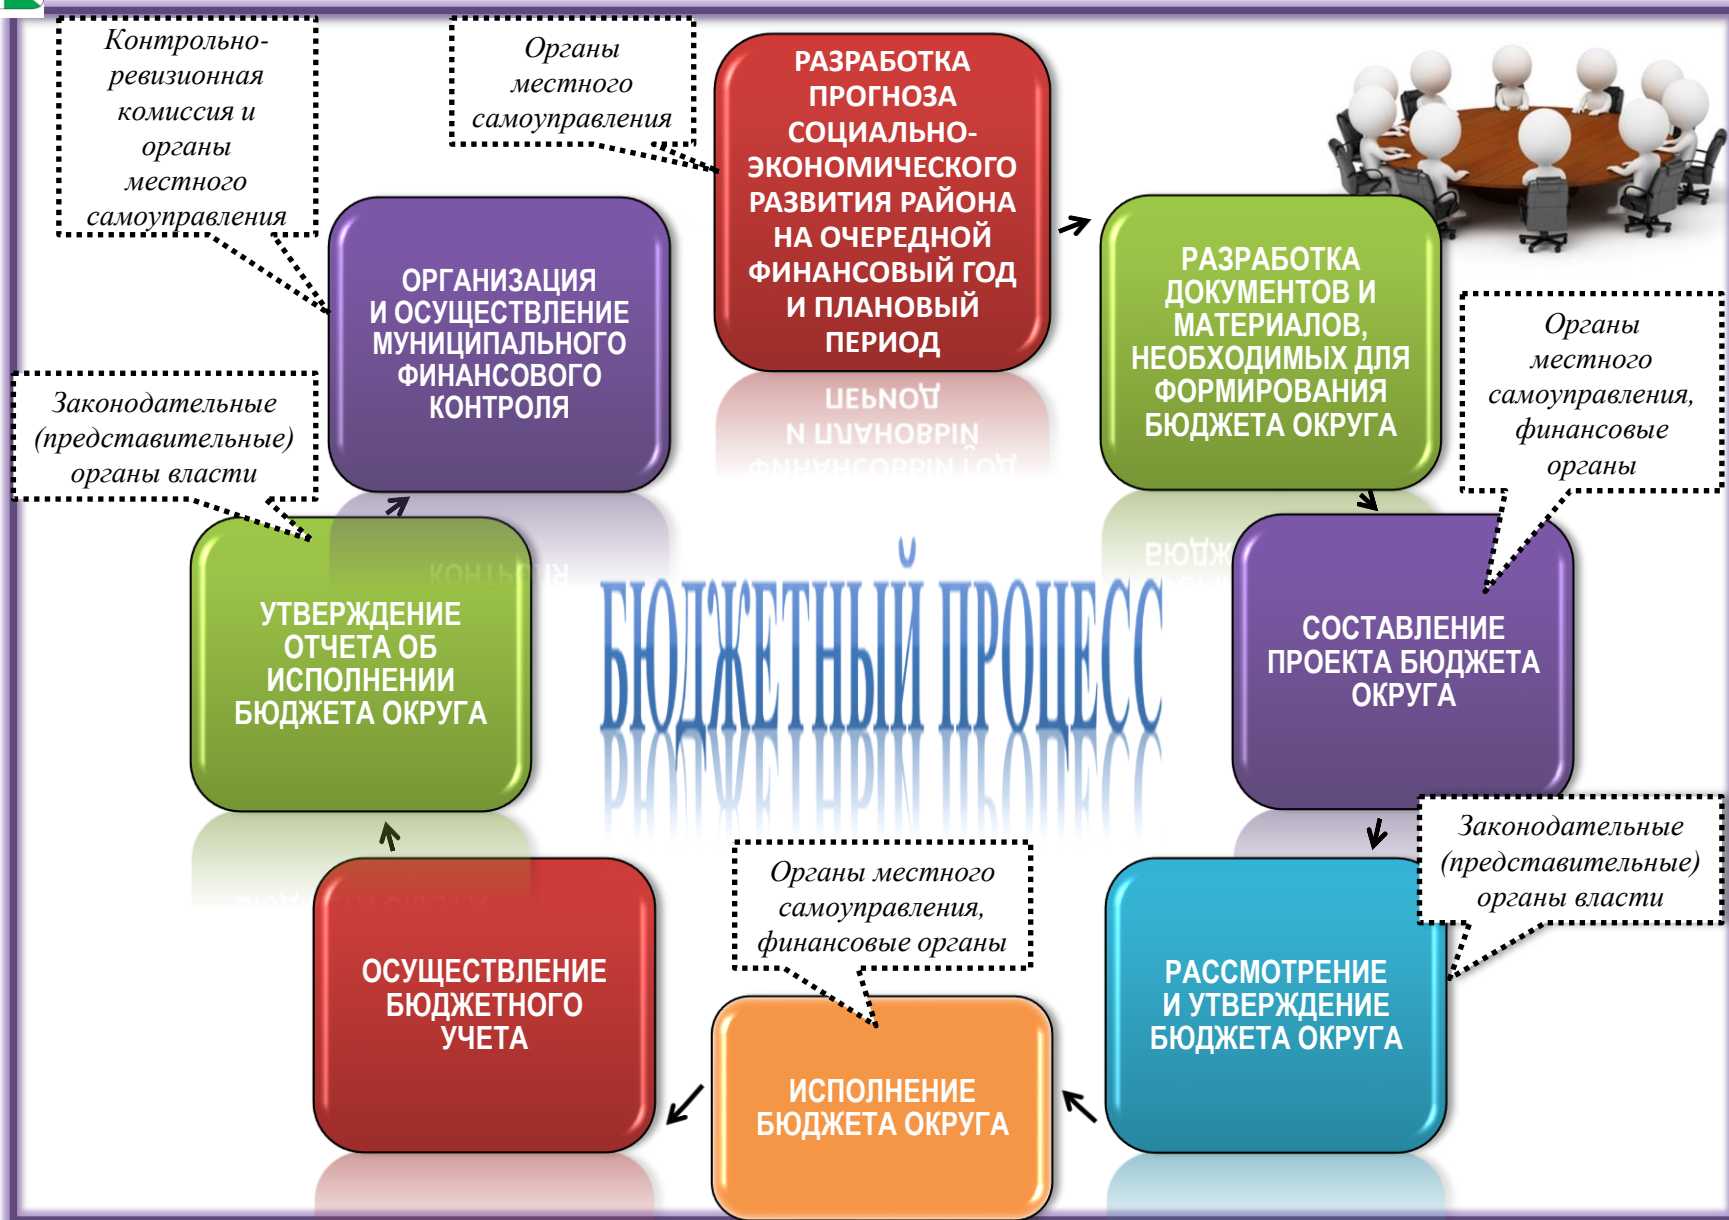 Контрольно-
ревизионная
комиссия и
органы
местного
самоуправления
Органы
местного
самоуправления
РАЗРАБОТКА
ПРОГНОЗА
СОЦИАЛЬНО-
ЭКОНОМИЧЕСКОГО
РАЗВИТИЯ РАЙОНА
НА ОЧЕРЕДНОЙ
ФИНАНСОВЫЙ ГОД
И ПЛАНОВЫЙ
ПЕРИОД
РАЗРАБОТКА
ДОКУМЕНТОВ И
МАТЕРИАЛОВ,
НЕОБХОДИМЫХ ДЛЯ
ФОРМИРОВАНИЯ
БЮДЖЕТА ОКРУГА
Органы
местного
самоуправления,
финансовые
органы
СОСТАВЛЕНИЕ
ПРОЕКТА БЮДЖЕТА
ОКРУГА
Законодательные
(представительные)
органы власти
РАССМОТРЕНИЕ
И УТВЕРЖДЕНИЕ
БЮДЖЕТА ОКРУГА
Органы местного
самоуправления,
финансовые органы
ИСПОЛНЕНИЕ
БЮДЖЕТА ОКРУГА
ОСУЩЕСТВЛЕНИЕ
БЮДЖЕТНОГО
УЧЕТА
Законодательные
(представительные)
органы власти
УТВЕРЖДЕНИЕ
ОТЧЕТА ОБ
ИСПОЛНЕНИИ
БЮДЖЕТА ОКРУГА
ОРГАНИЗАЦИЯ
И ОСУЩЕСТВЛЕНИЕ
МУНИЦИПАЛЬНОГО
ФИНАНСОВОГО
КОНТРОЛЯ
БЮДЖЕТНЫЙ ПРОЦЕСС